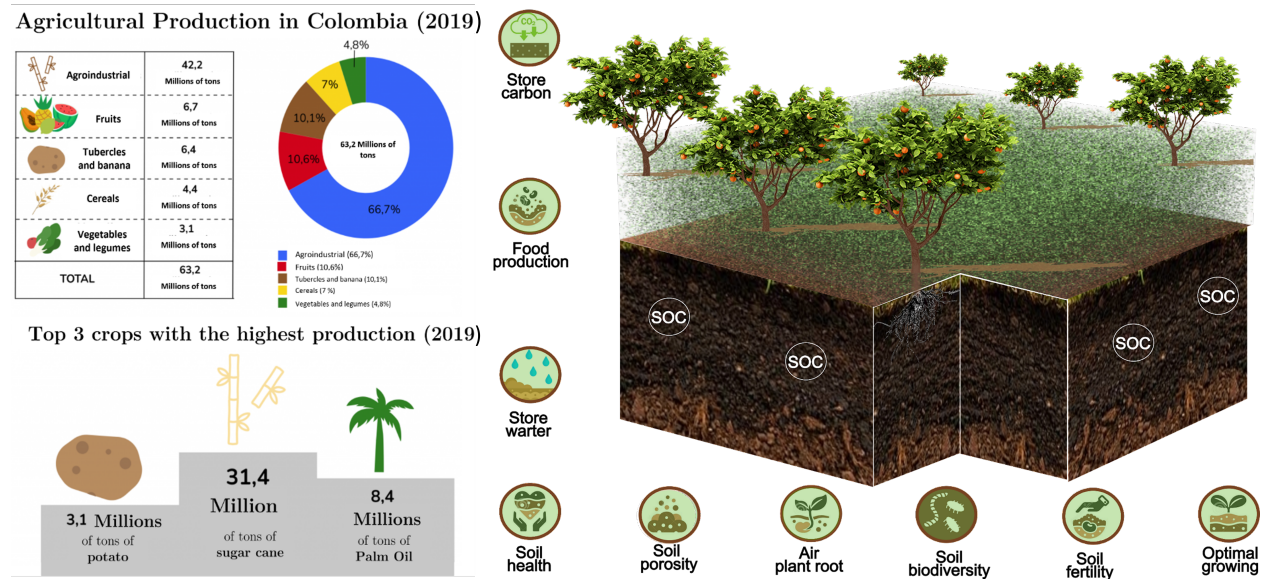 Agricultural Production in Colombia (2019)
Agroindustrial
42,2
Millions of tons
Fruits
6,7
Millions of tons
Tubercles
and banana
6,4
Millions of tons
Cereals
4,4
Millions of tons
Vegetables
and legumes
3,1
Millions of tons
TOTAL
63,2
Millions of tons
4,8%
7%
10,1%
10,6%
66,7%
63,2 Millions of
tons
Agroindustrial (66,7%)
Fruits (10,6%)
Tubercles and banana (10,1%)
Cereals (7 %)
Vegetables and legumes (4,8%)
Top 3 crops with the highest production (2019)
3,1 Millions
of tons of
potato
31,4
Million
of tons of
sugar cane
8,4
Millions
of tons of
Palm Oil
CO2
Store
carbon
Food
production
Store
warter
Soil
health
Soil
porosity
Air
plant root
Soil
biodiversity
Soil
fertility
Optimal
growing
SOC
SOC
SOC
SOC